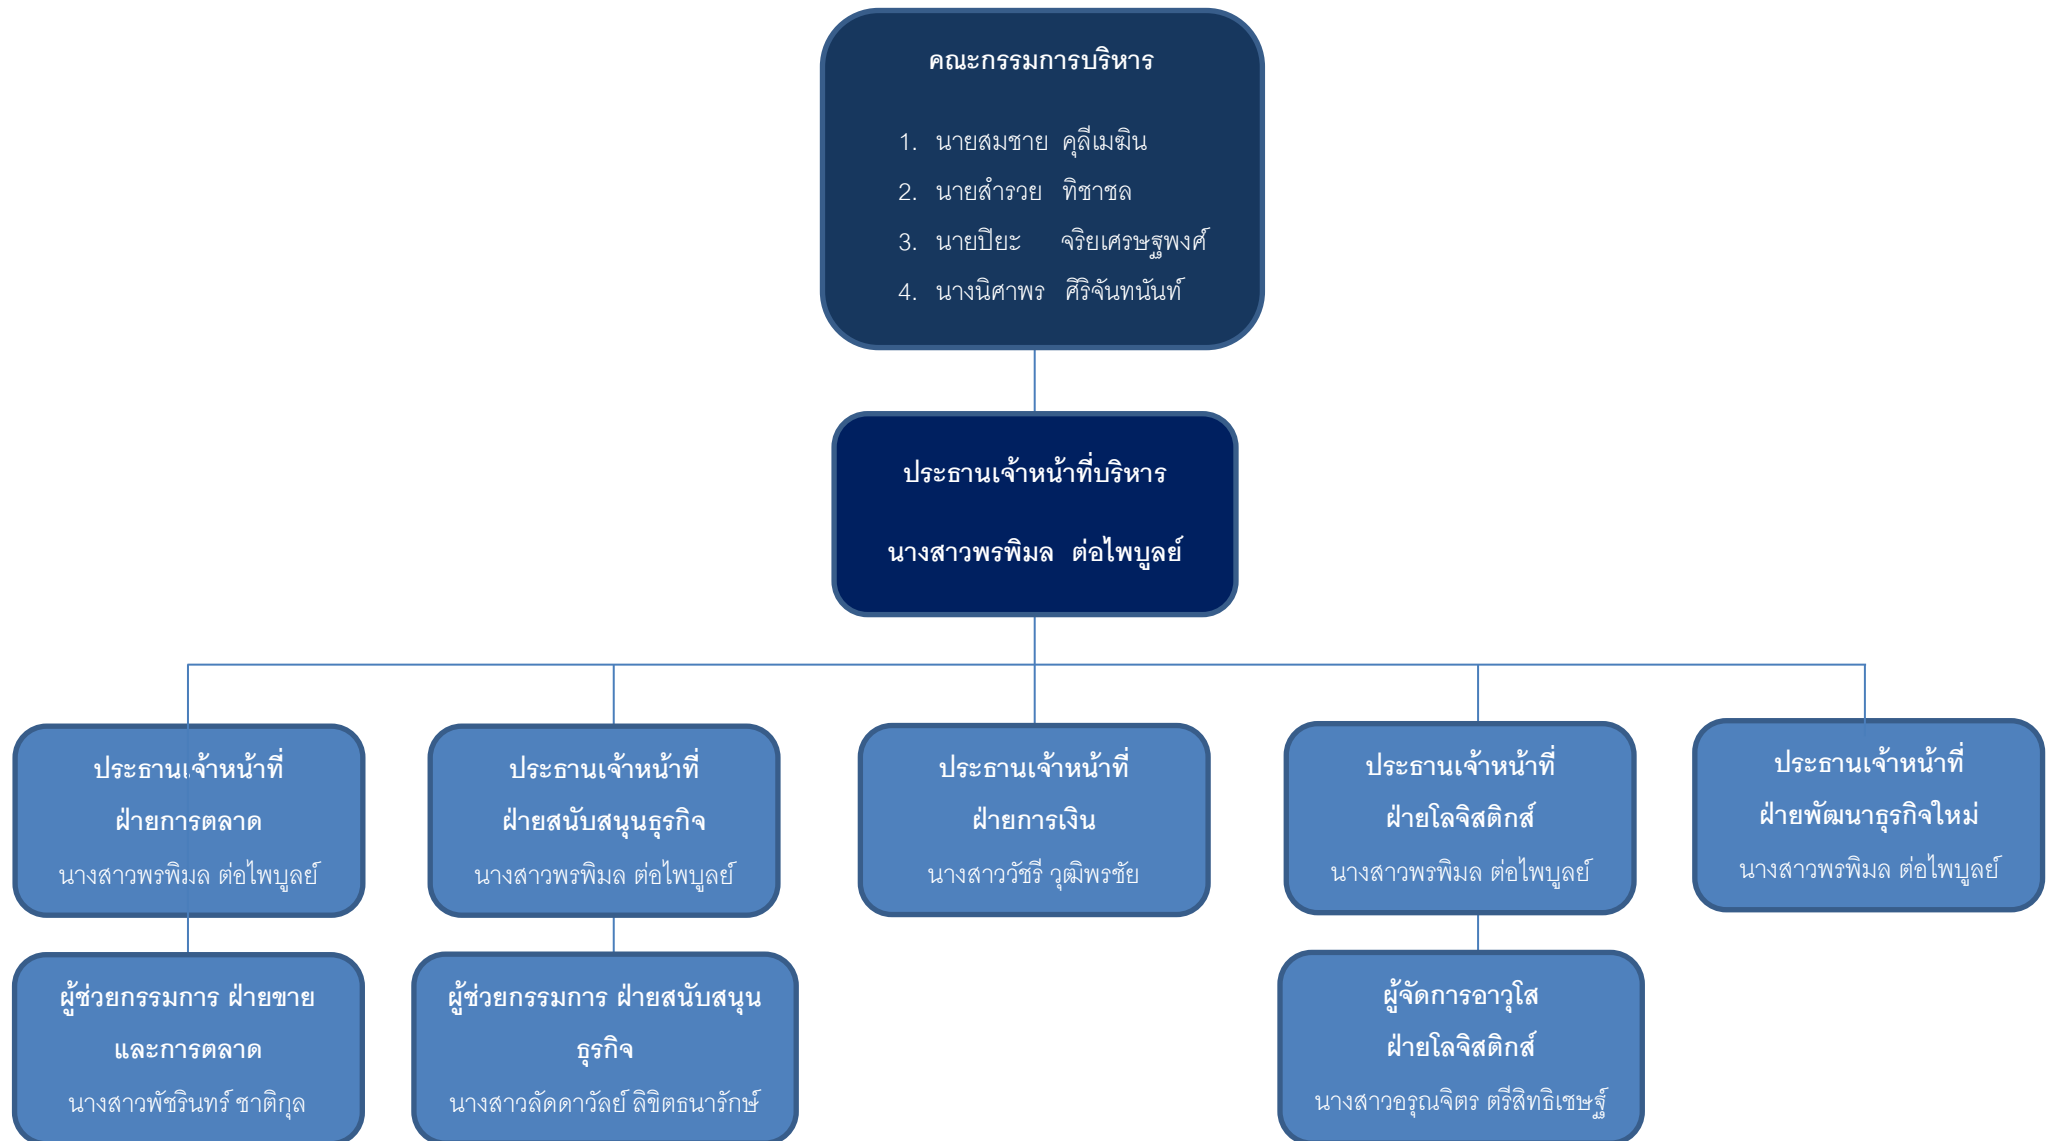 คณะกรรมการบริหาร
1. นายสมชาย คุลีเมฆิน
2. นายสำรวย ทิชาชล
3. นายปิยะ จริยเศรษฐพงศ์
4. นางนิศาพร ศิริจันทนันท์
ประธานเจ้าหน้าที่บริหาร
นางสาวพรพิมล ต่อไพบูลย์
ประธานเจ้าหน้าที่
ฝ่ายการตลาด
นางสาวพรพิมล ต่อไพบูลย์
ประธานเจ้าหน้าที่
ฝ่ายสนับสนุนธุรกิจ
นางสาวพรพิมล ต่อไพบูลย์
ประธานเจ้าหน้าที่
ฝ่ายการเงิน
นางสาววัชรี วุฒิพรชัย
ประธานเจ้าหน้าที่
ฝ่ายโลจิสติกส์
นางสาวพรพิมล ต่อไพบูลย์
ประธานเจ้าหน้าที่
ฝ่ายพัฒนาธุรกิจใหม่
นางสาวพรพิมล ต่อไพบูลย์
ผู้ช่วยกรรมการ ฝ่ายขาย
และการตลาด
นางสาวพัชรินทร์ ชาติกุล
ผู้ช่วยกรรมการ ฝ่ายสนับสนุน
ธุรกิจ
นางสาวลัดดาวัลย์ ลิขิตธนารักษ์
ผู้จัดการอาวุโส
ฝ่ายโลจิสติกส์
นางสาวอรุณจิตร ตรีสิทธิเชษฐ์